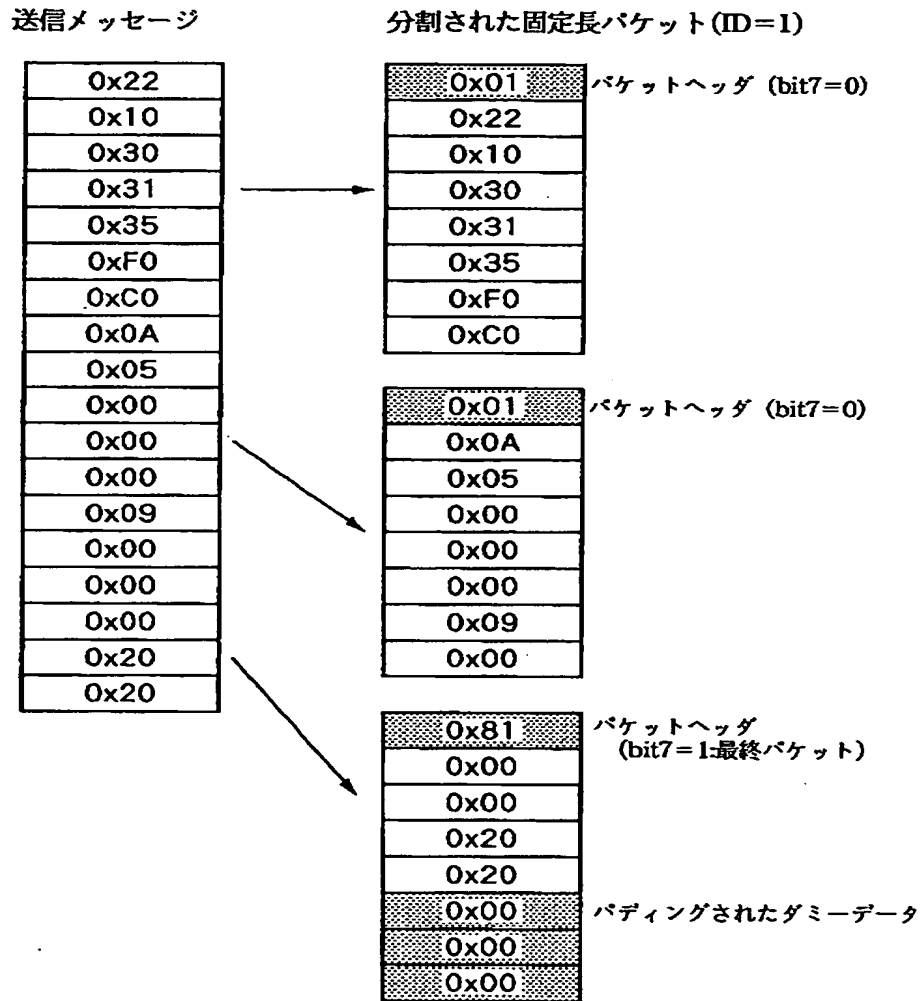 送信メッセージ
分割された固定長パケット(ID=1)
0x22
0x10
0x30
0x31
0x35
0xF0
0xC0
0x0A
0x05
0x00
0x00
0x00
0x09
0x00
0x00
0x00
0x20
0x20
0x01 パケットヘッダ (bit7=0)
0x22
0x10
0x30
0x31
0x35
0xF0
0xC0
0x01 パケットヘッダ (bit7=0)
0x0A
0x05
0x00
0x00
0x00
0x09
0x00
0x81 パケットヘッダ
(bit7=1:最終パケット)
0x00
0x00
0x20
0x20
0x00 パディングされたダミーデータ
0x00
0x00